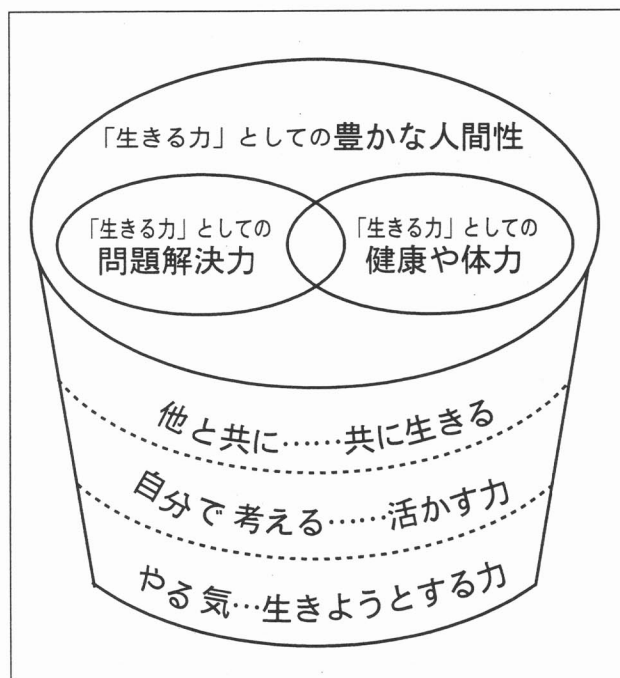 「生きる力」としての豊かな人間性
「生きる力」としての
問題解決力
「生きる力」としての
健康や体力
他と共に……共に生きる
自分で考える……活かす力
やる気…生きようとする力